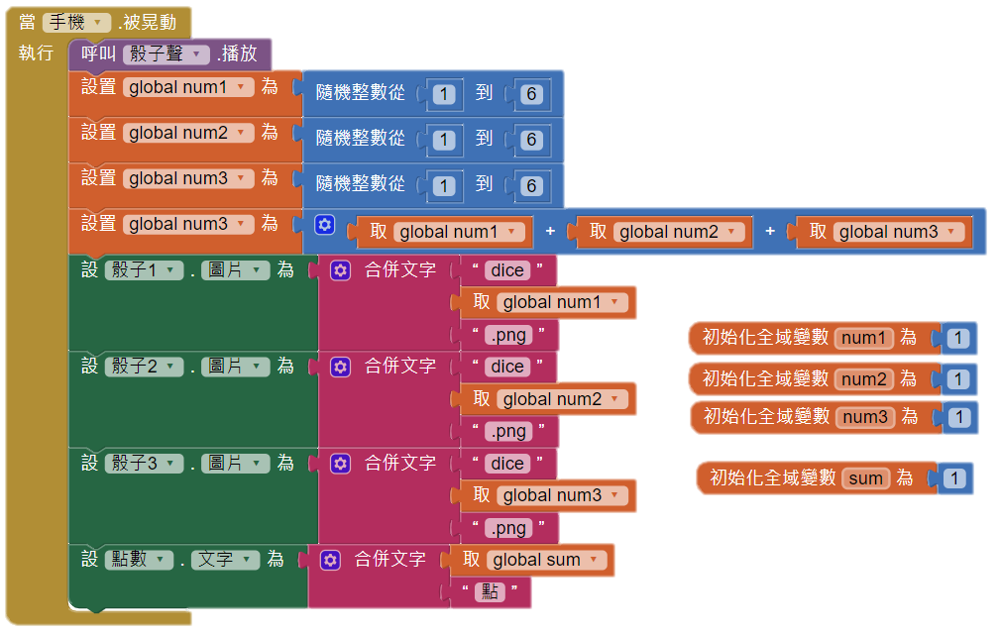 當 手機 .被晃動
執行 呼叫 骰子聲 .播放
設置 global num1 為 隨機整數從 1 到 6
設置 global num2 為 隨機整數從 1 到 6
設置 global num3 為 隨機整數從 1 到 6
設置 global num3 為 取 global num1 + 取 global num2 + 取 global num3
設 骰子1 . 圖片 為 合併文字 “ dice ”
取 global num1
“ .png ”
設 骰子2 . 圖片 為 合併文字 “ dice ”
取 global num2
“ .png ”
設 骰子3 . 圖片 為 合併文字 “ dice ”
取 global num3
“ .png ”
設 點數 . 文字 為 合併文字 取 global sum
“ 點 ”
初始化全域變數 num1 為 1
初始化全域變數 num2 為 1
初始化全域變數 num3 為 1
初始化全域變數 sum 為 1